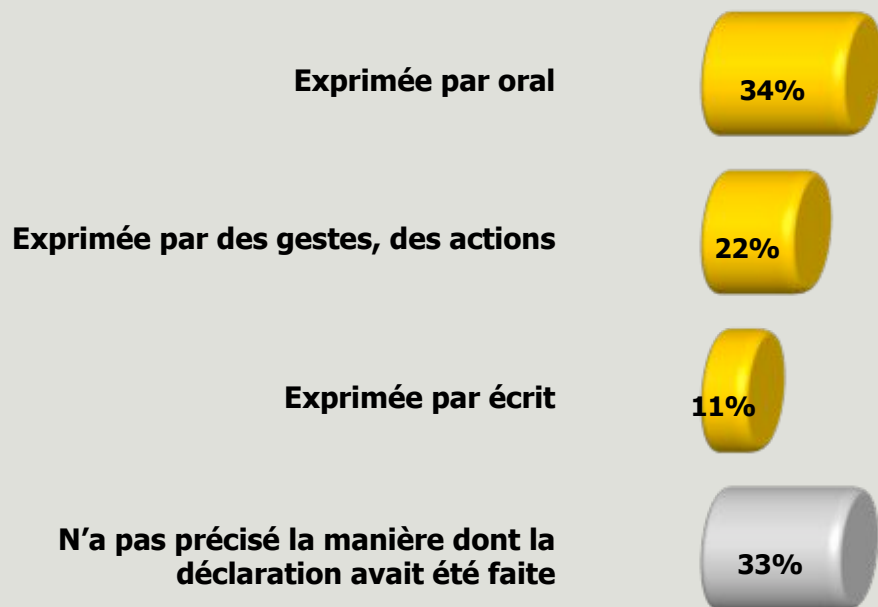 Exprimée par oral
34%
Exprimée par des gestes, des actions
22%
Exprimée par écrit
11%
N’a pas précisé la manière dont la
déclaration avait été faite
33%